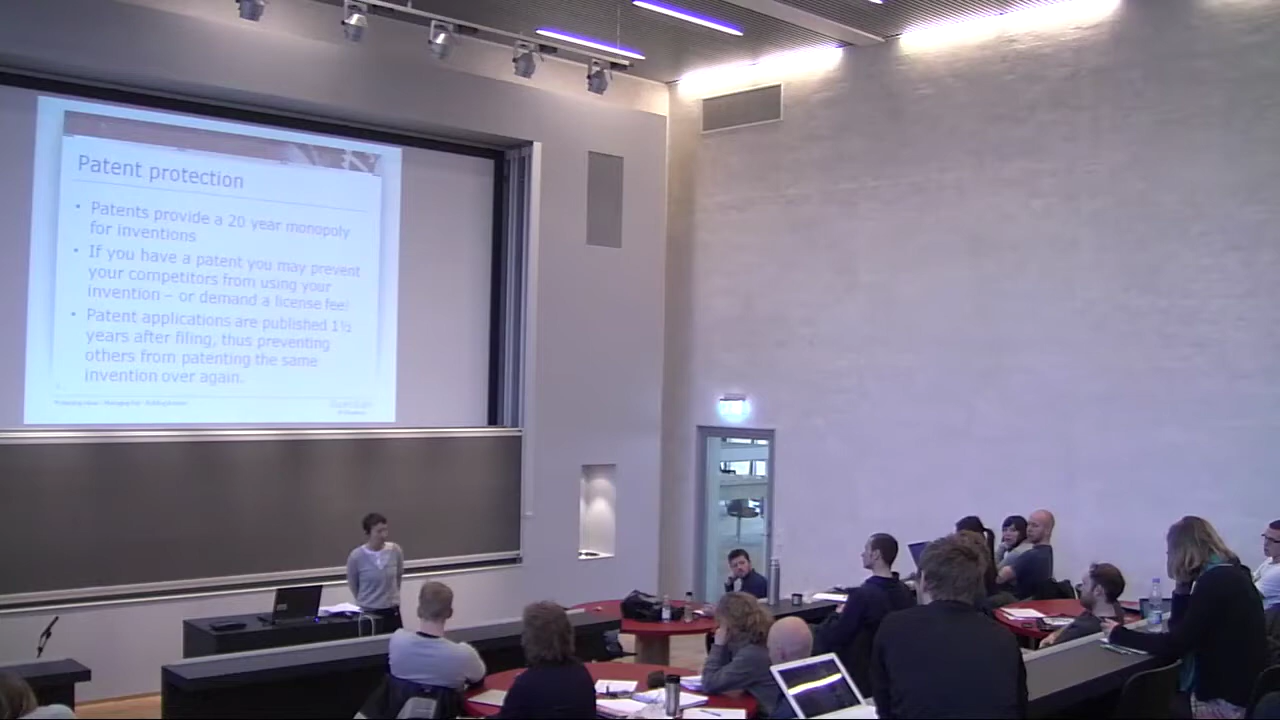 Patent protection
• Patents provide a 20 year monopoly
for inventions
• If you have a patent you may prevent
your competitors from using your
invention – or demand a license fee!
• Patent applications are published 1½
years after filing, thus preventing
others from patenting the same
invention over again.